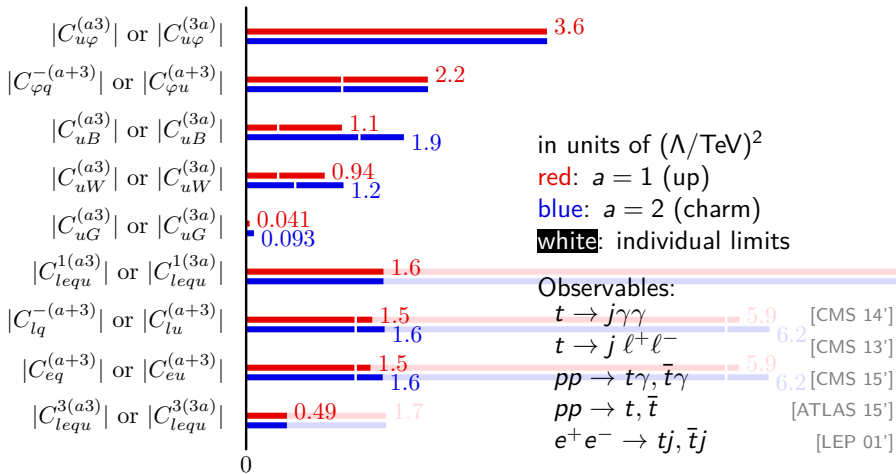 |C_{uφ}^{(a3)}| or |C_{uφ}^{(3a)}| 3.6
|C_{φq}^{-(a+3)}| or |C_{φu}^{(a+3)}| 2.2
|C_{uB}^{(a3)}| or |C_{uB}^{(3a)}| 1.1
1.9
|C_{uW}^{(a3)}| or |C_{uW}^{(3a)}| 0.94
1.2
|C_{uG}^{(a3)}| or |C_{uG}^{(3a)}| 0.041
0.093
|C_{lequ}^{1(a3)}| or |C_{lequ}^{1(3a)}| 1.6
|C_{lq}^{-(a+3)}| or |C_{lu}^{(a+3)}| 1.5 5.9
1.6 6.2
|C_{eq}^{(a+3)}| or |C_{eu}^{(a+3)}| 1.5 5.9
1.6 6.2
|C_{lequ}^{3(a3)}| or |C_{lequ}^{3(3a)}| 0.49 1.7
0
in units of (Λ/TeV)²
red: a = 1 (up)
blue: a = 2 (charm)
white: individual limits
Observables:
t → jγγ [CMS 14']
t → j ℓ⁺ℓ⁻ [CMS 13']
pp → tγ, t̄γ [CMS 15']
pp → t, t̄ [ATLAS 15']
e⁺e⁻ → tj, t̄j [LEP 01']